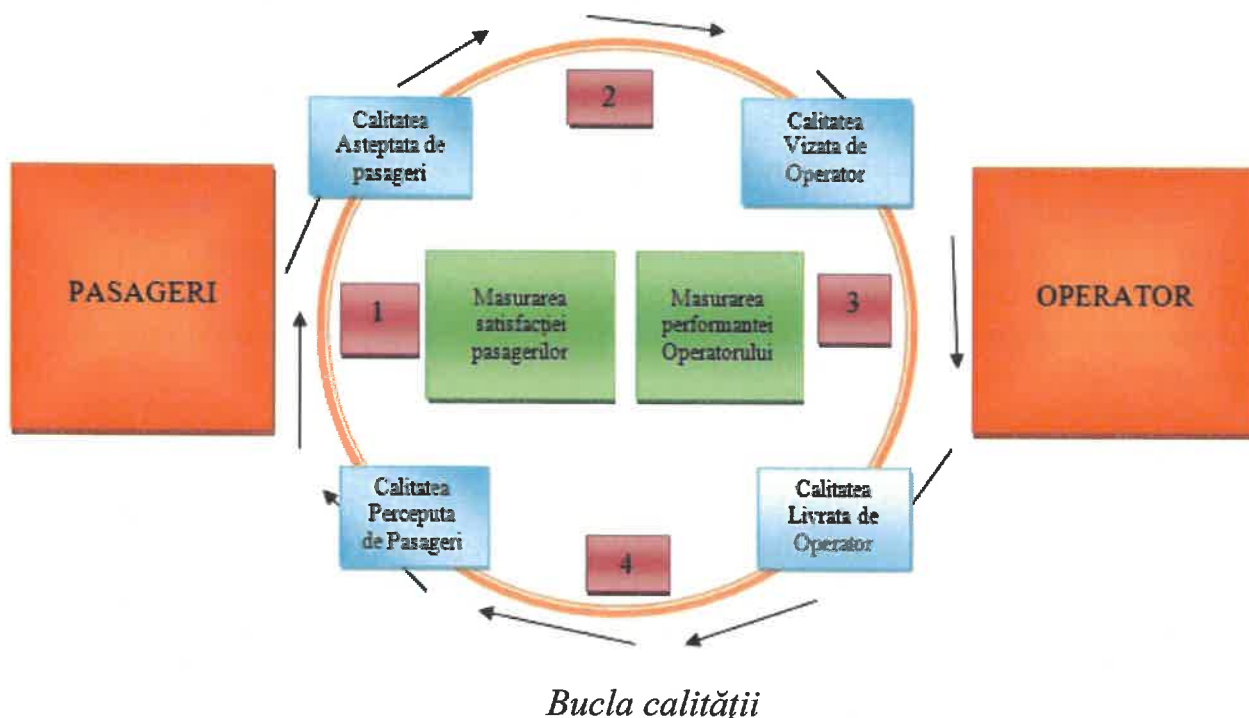 2
Calitatea
Asteptata de
pasageri
Calitatea
Vizata de
Operator
PASAGERI
1
Masurarea
satisfacției
pasagerilor
Masurarea
performantei
Operatorului
3
OPERATOR
Calitatea
Perceputa
de Pasageri
4
Calitatea
Livrata de
Operator
Bucla calității